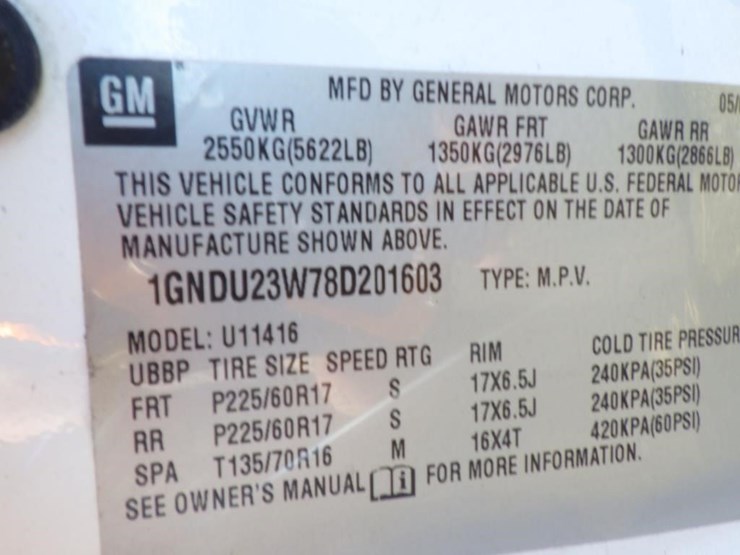 GM
MFD BY GENERAL MOTORS CORP. 05/
GVWR GAWR FRT GAWR RR
2550KG(5622LB) 1350KG(2976LB) 1300KG(2866LB)
THIS VEHICLE CONFORMS TO ALL APPLICABLE U.S. FEDERAL MOTOR
VEHICLE SAFETY STANDARDS IN EFFECT ON THE DATE OF
MANUFACTURE SHOWN ABOVE.
1GNDU23W78D201603 TYPE: M.P.V.
MODEL: U11416
UBBP TIRE SIZE SPEED RTG RIM COLD TIRE PRESSUR
FRT P225/60R17 S 17X6.5J 240KPA(35PSI)
RR P225/60R17 S 17X6.5J 240KPA(35PSI)
SPA T135/70R16 M 16X4T 420KPA(60PSI)
SEE OWNER'S MANUAL i FOR MORE INFORMATION.